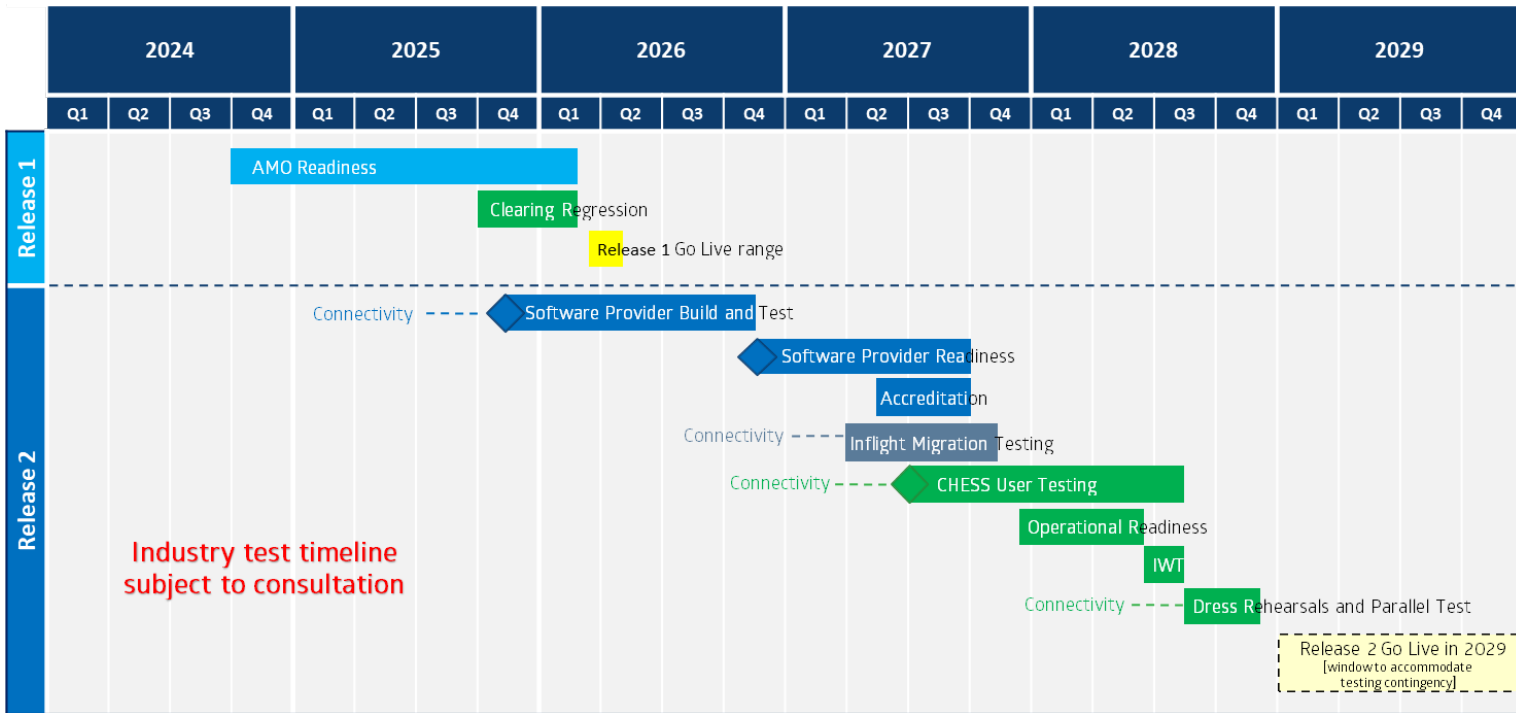 2024 2025 2026 2027 2028 2029
Q1 Q2 Q3 Q4 Q1 Q2 Q3 Q4 Q1 Q2 Q3 Q4 Q1 Q2 Q3 Q4 Q1 Q2 Q3 Q4 Q1 Q2 Q3 Q4
Release 1
AMO Readiness
Clearing Regression
Release 1 Go Live range
Release 2
Connectivity
Software Provider Build and Test
Software Provider Readiness
Accreditation
Connectivity
Inflight Migration Testing
Connectivity
CHESS User Testing
Operational Readiness
IWT
Connectivity
Dress Rehearsals and Parallel Test
Industry test timeline
subject to consultation
Release 2 Go Live in 2029
[window to accommodate
testing contingency]